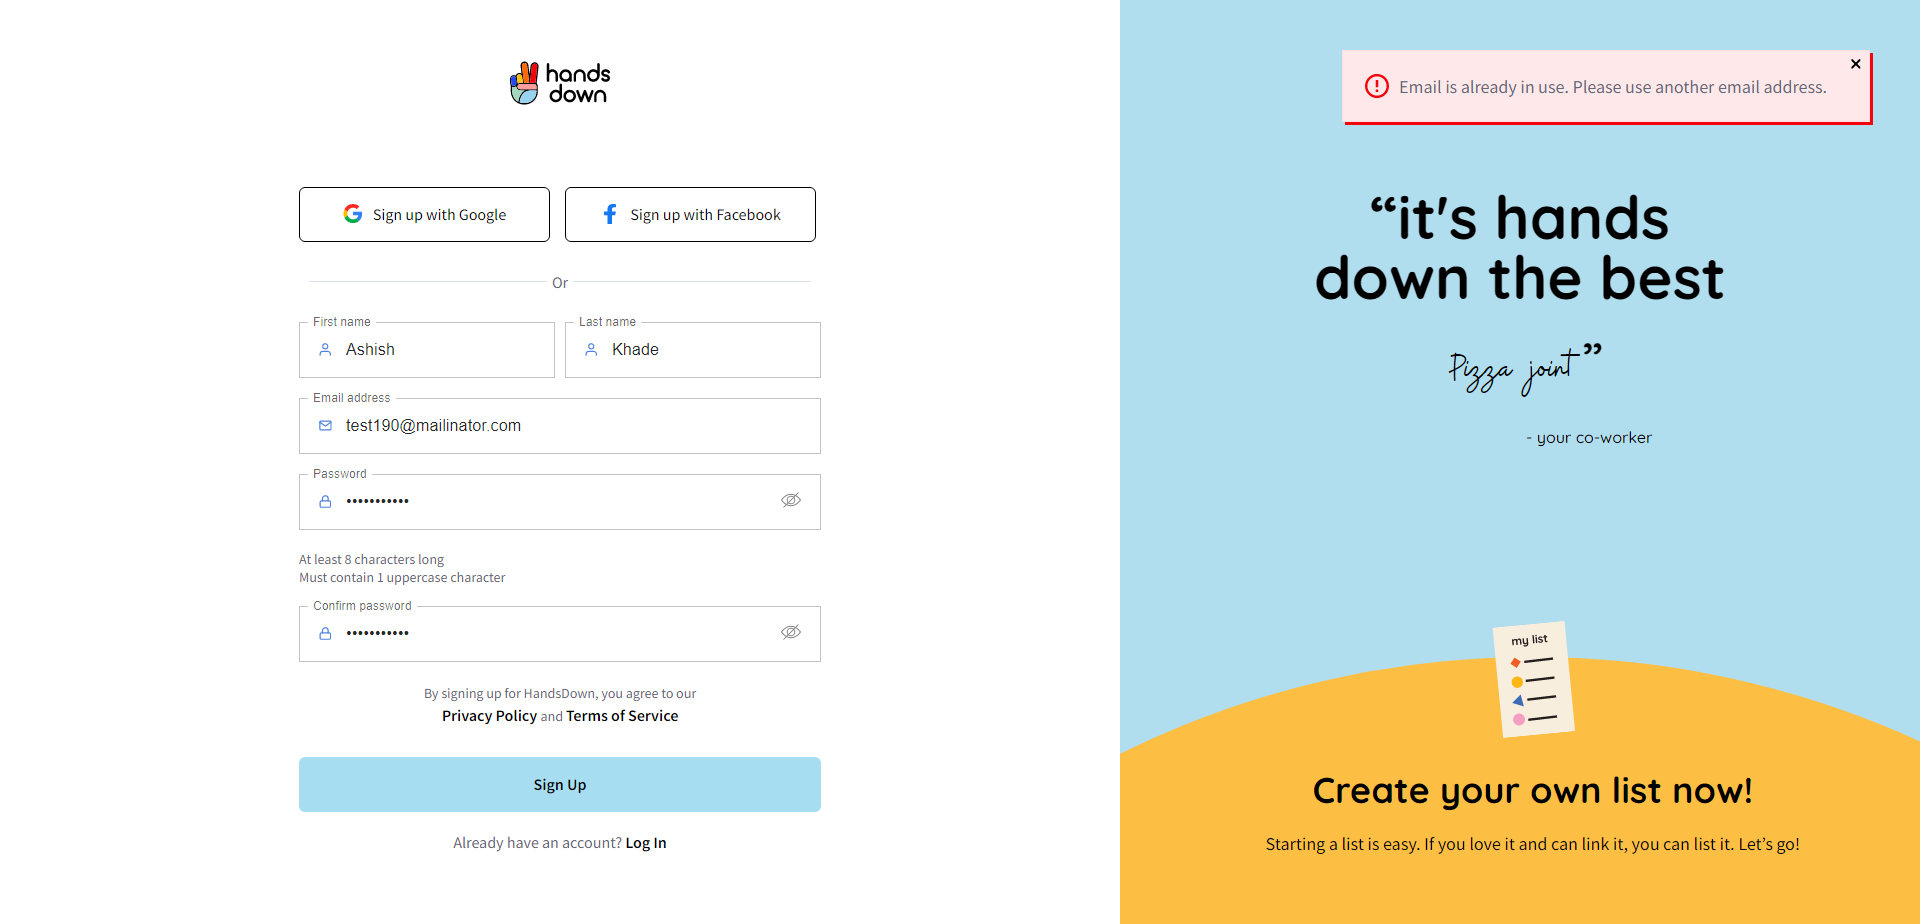 hands
down
Sign up with Google
Sign up with Facebook
Or
First name
Ashish
Last name
Khade
Email address
test190@mailinator.com
Password
•••••••••••
At least 8 characters long
Must contain 1 uppercase character
Confirm password
•••••••••••
By signing up for HandsDown, you agree to our
Privacy Policy and Terms of Service
Sign Up
Already have an account? Log In
Email is already in use. Please use another email address.
“it's hands
down the best
Pizza joint”
- your co-worker
my list
Create your own list now!
Starting a list is easy. If you love it and can link it, you can list it. Let’s go!